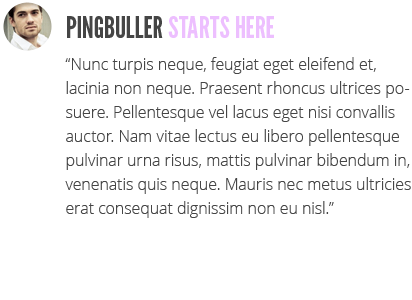 PINGBULLER STARTS HERE
“Nunc turpis neque, feugiat eget eleifend et,
lacinia non neque. Praesent rhoncus ultrices po-
suere. Pellentesque vel lacus eget nisi convallis
auctor. Nam vitae lectus eu libero pellentesque
pulvinar urna risus, mattis pulvinar bibendum in,
venenatis quis neque. Mauris nec metus ultricies
erat consequat dignissim non eu nisl.”